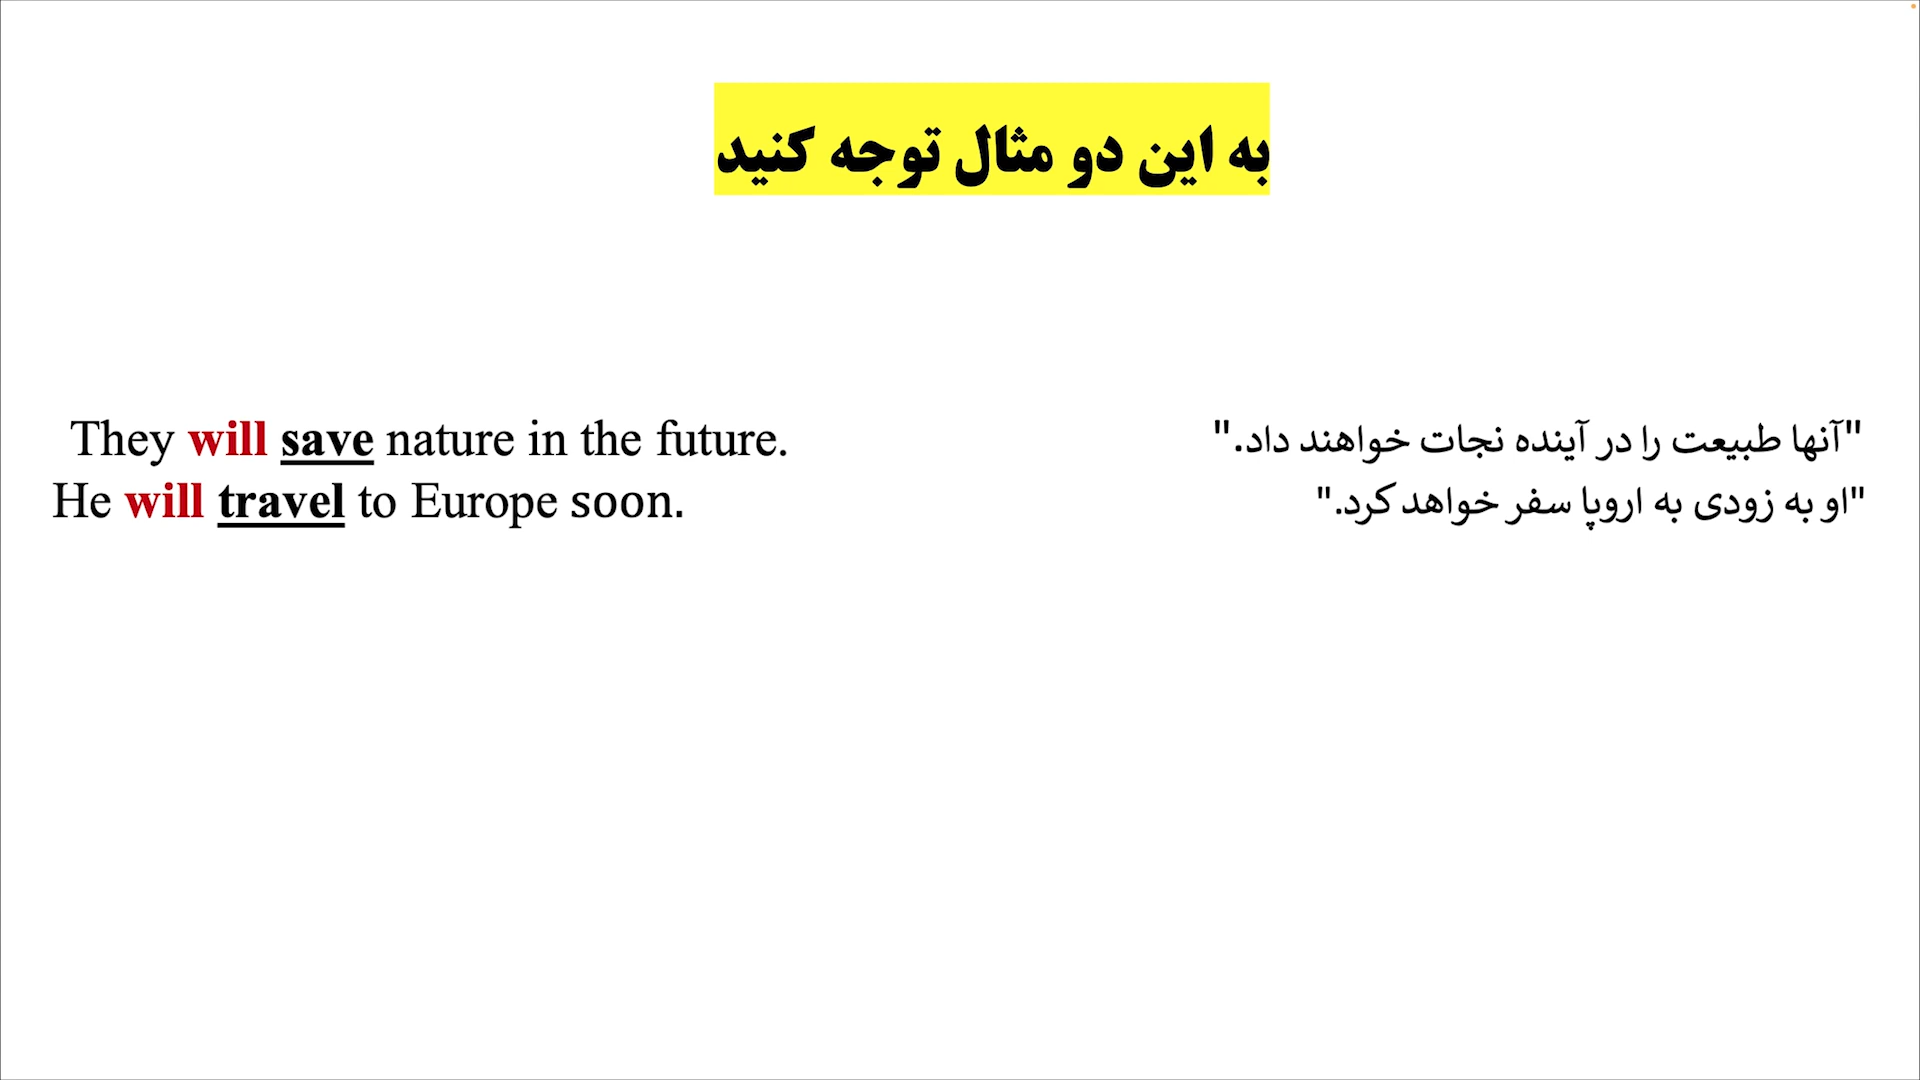 به این دو مثال توجه کنید
They will save nature in the future.
"آنها طبیعت را در آینده نجات خواهند داد."
He will travel to Europe soon.
"او به زودی به اروپا سفر خواهد کرد."